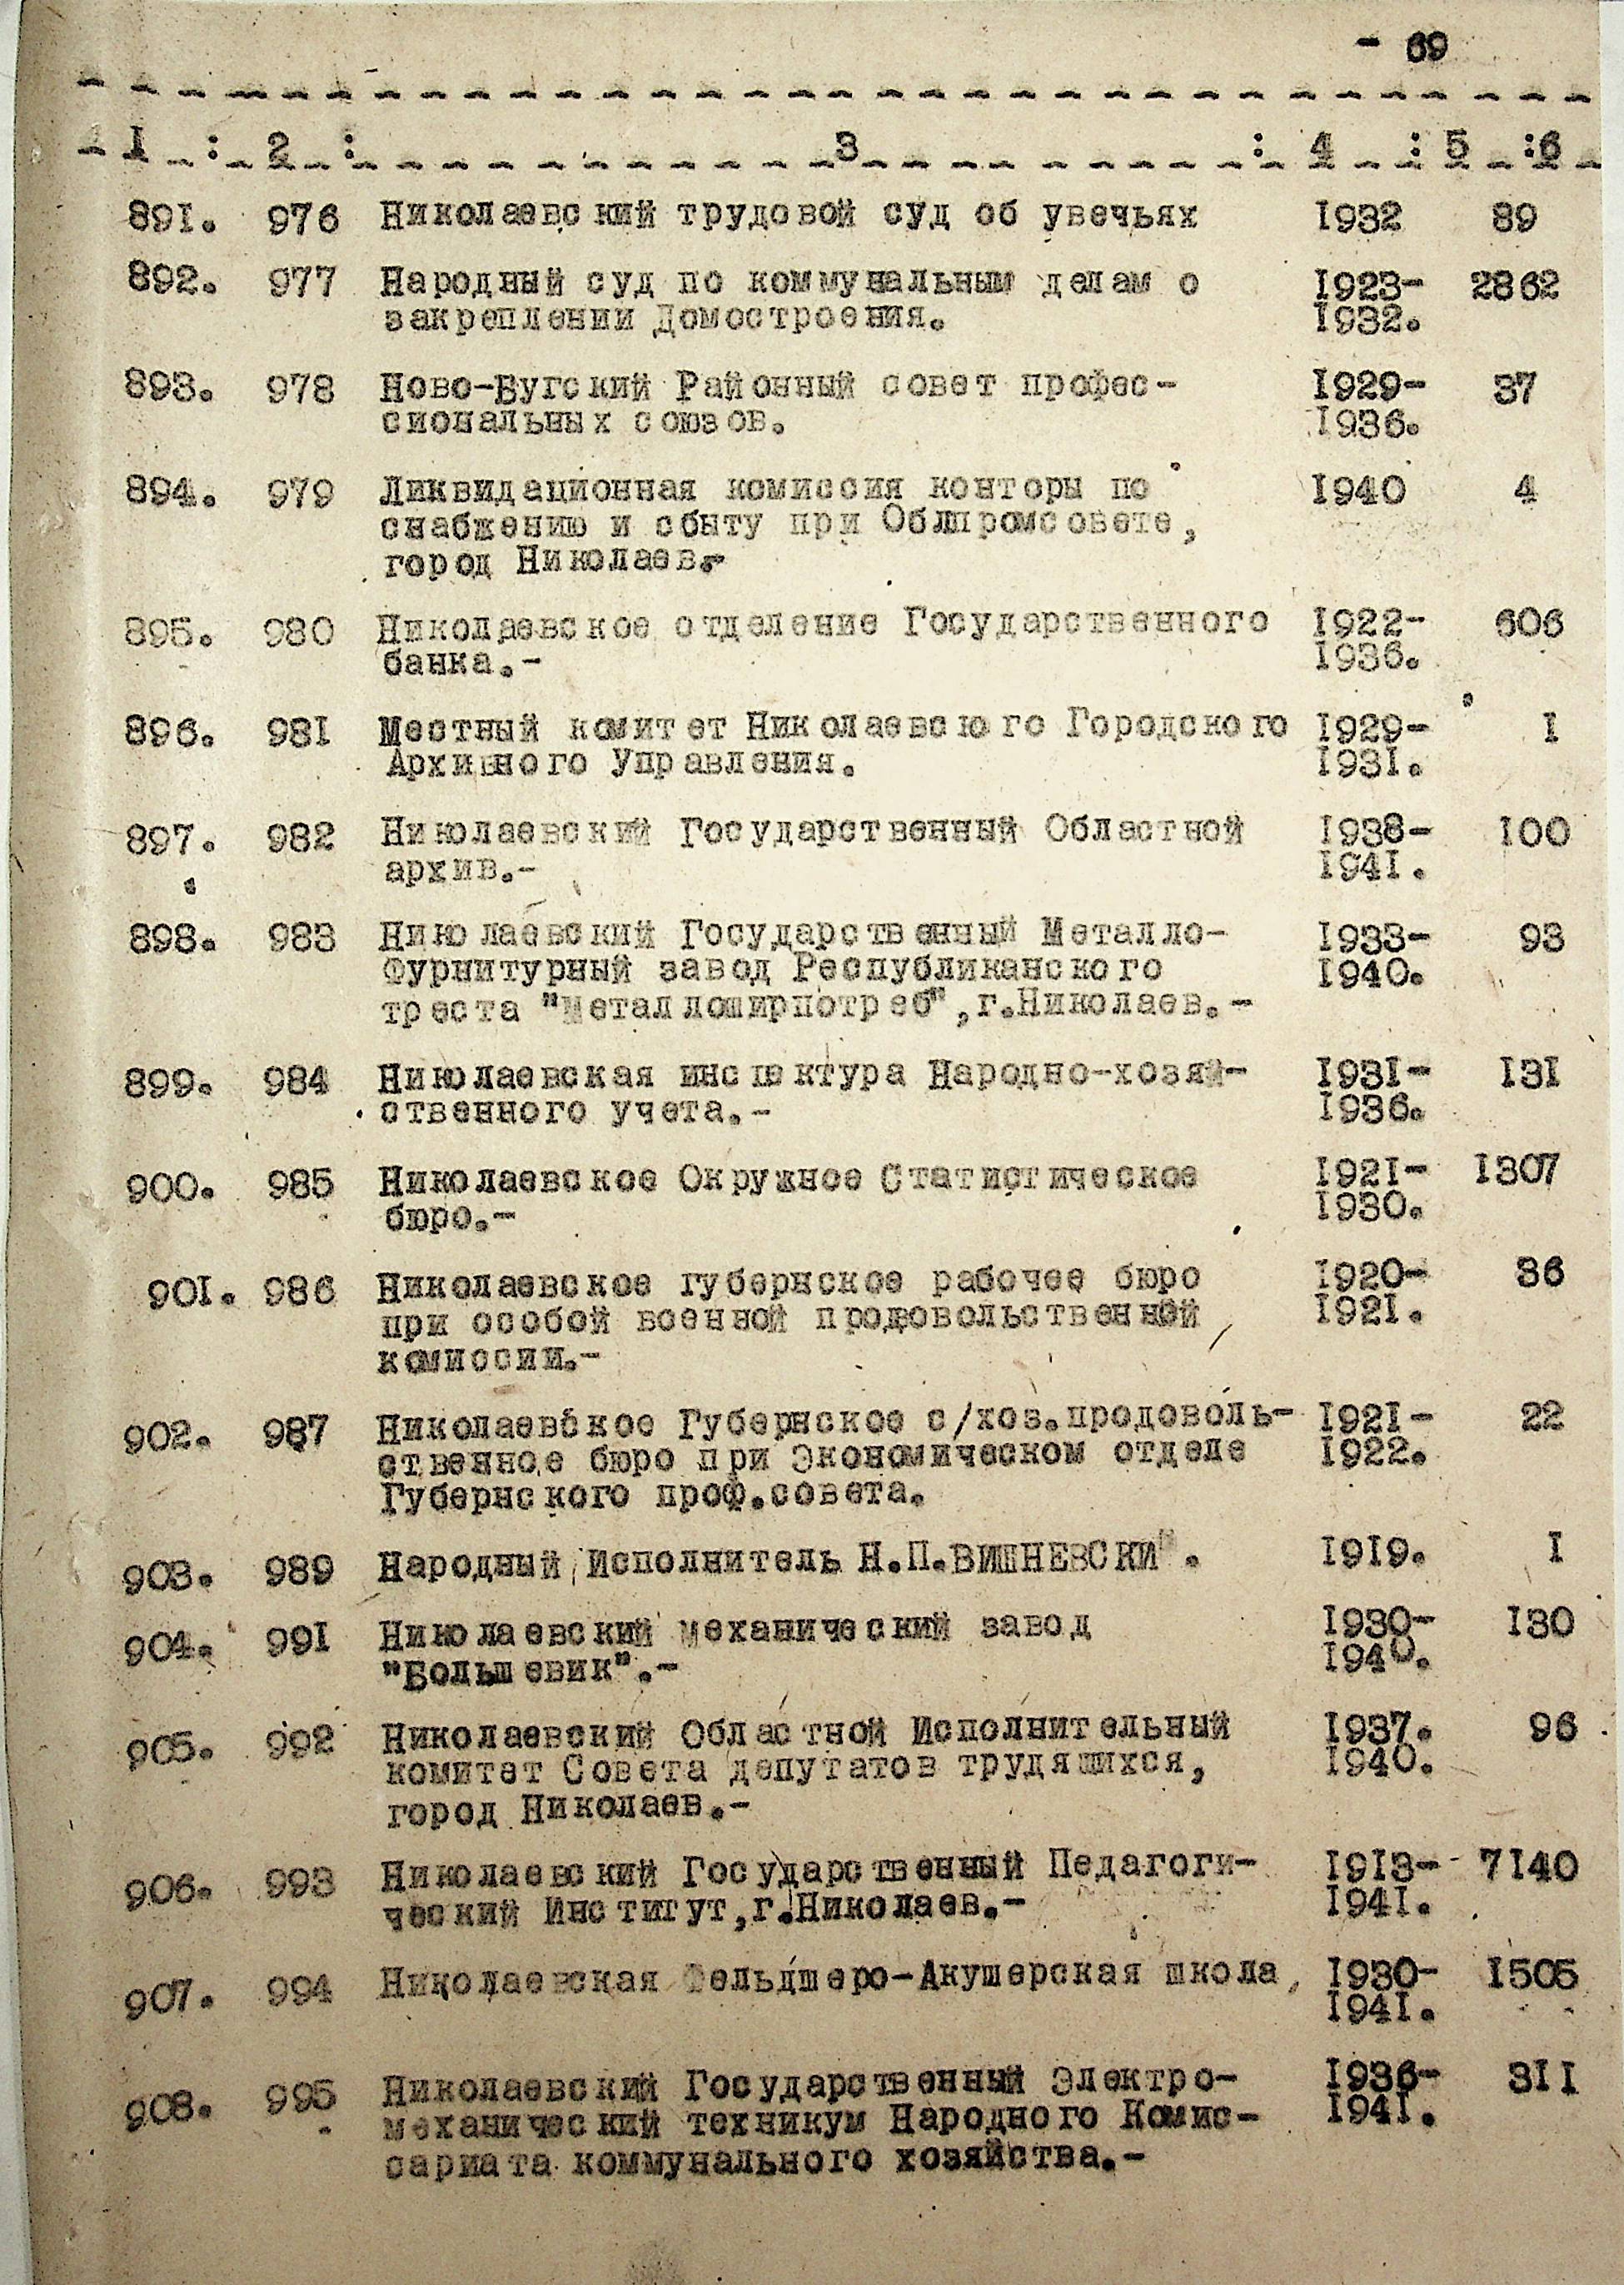 - 69
1 : 2 : 3 : 4 : 5 : 6
891. 976 Николаевский трудовой суд об увечьях 1932 89
892. 977 Народный суд по коммунальным делам о 1923- 2862
закреплении Домостроения. 1932.
893. 978 Ново-Бугский Районный совет профес- 1929- 37
сиональных союзов. 1936.
894. 979 Ликвидационная комиссия конторы по 1940 4
снабжению и сбыту при Облпромсовете,
город Николаев.-
895. 980 Николаевское отделение Государственного 1922- 606
банка.- 1936.
896. 981 Местный комитет Николаевского Городского 1929- 1
Архивного Управления. 1931.
897. 982 Николаевский Государственный Областной 1938- 100
архив.- 1941.
898. 983 Николаевский Государственный Металло- 1933- 93
фурнитурный завод Республиканского 1940.
треста "Металлоширпотреб", г.Николаев.-
899. 984 Николаевская инспектура Народно-хозяй- 1931- 131
ственного учета.- 1936.
900. 985 Николаевское Окружное Статистическое 1921- 1307
бюро.- 1930.
901. 986 Николаевское губернское рабочее бюро 1920- 36
при особой военной продовольственной 1921.
комиссии.-
902. 987 Николаевское Губернское с/хоз.продоволь- 1921- 22
ственное бюро при Экономическом отделе 1922.
Губернского проф.совета.
903. 989 Народный Исполнитель Н.П.ВИШНЕВСКИЙ. 1919. 1
904. 991 Николаевский механический завод 1930- 130
"Большевик".- 1940.
905. 992 Николаевский Областной Исполнительный 1937. 96
комитет Совета депутатов трудящихся, 1940.
город Николаев.-
906. 993 Николаевский Государственный Педагоги- 1913- 7140
ческий Институт, г.Николаев.- 1941.
907. 994 Николаевская Фельдшеро-Акушерская школа, 1930- 1505
1941.
908. 995 Николаевский Государственный Электро- 1936- 311
механический техникум Народного Комис- 1941.
сариата коммунального хозяйства.-